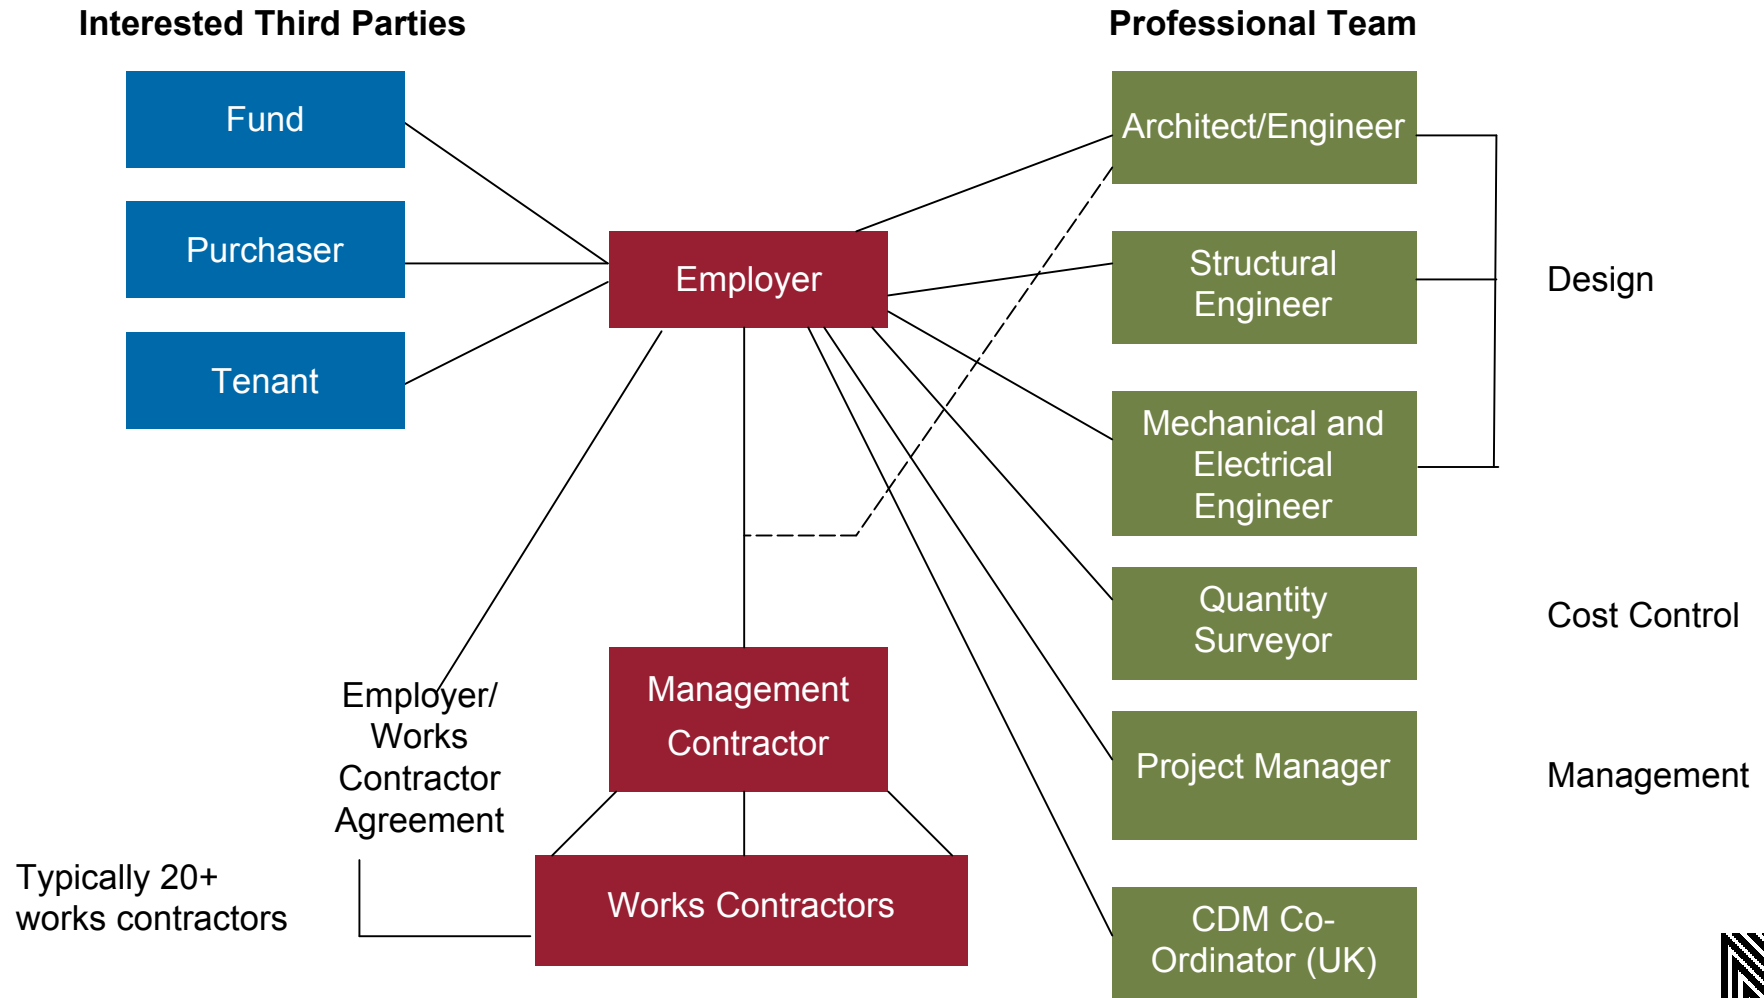 Interested Third Parties
Professional Team
Fund
Purchaser
Tenant
Employer
Architect/Engineer
Structural
Engineer
Mechanical and
Electrical
Engineer
Design
Quantity
Surveyor
Cost Control
Project Manager
Management
CDM Co-
Ordinator (UK)
Employer/
Works
Contractor
Agreement
Management
Contractor
Works Contractors
Typically 20+
works contractors